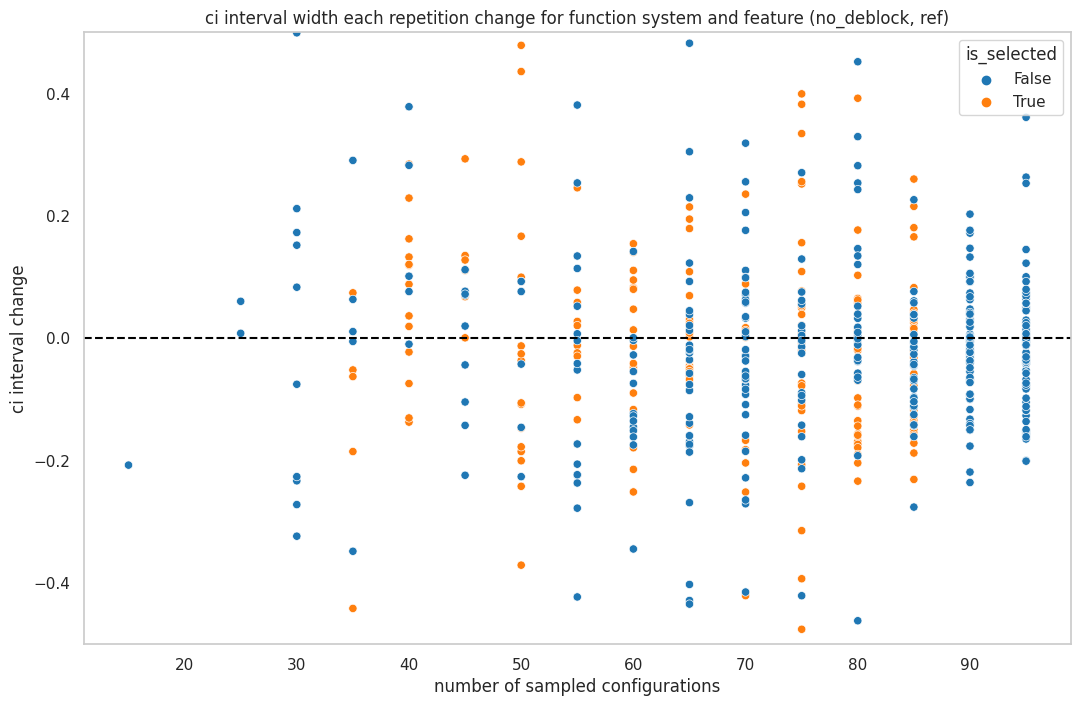 ci interval width each repetition change for function system and feature (no_deblock, ref)
is_selected
False
True
ci interval change
0.4
0.2
0.0
−0.2
−0.4
20 30 40 50 60 70 80 90
number of sampled configurations